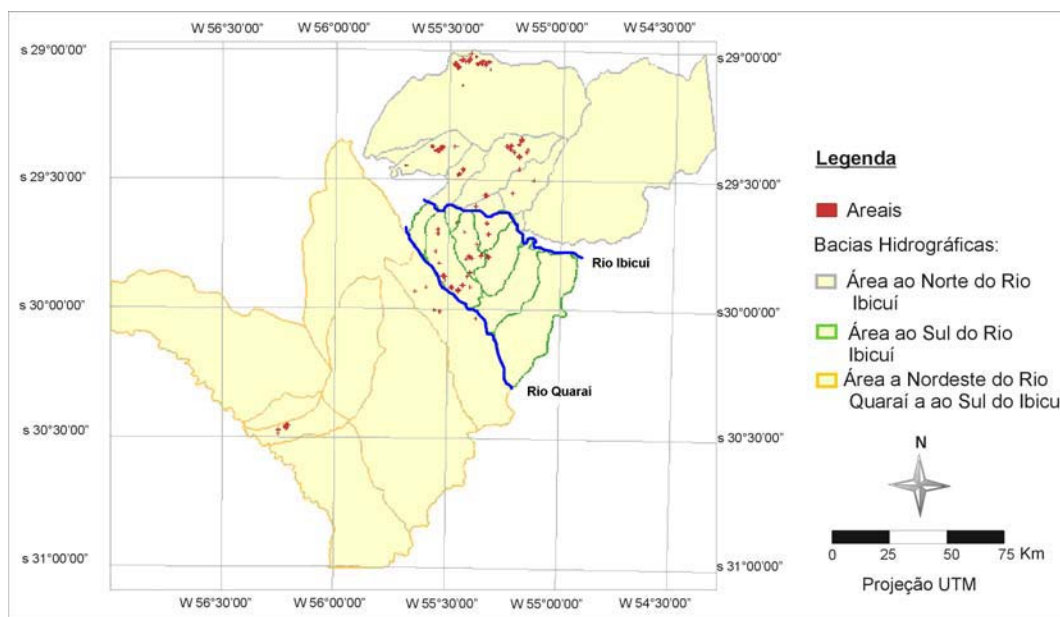 W 56°30'00" W 56°00'00" W 55°30'00" W 55°00'00" W 54°30'00"
S 29°00'00" S 29°00'00"
S 29°30'00" S 29°30'00"
S 30°00'00" S 30°00'00"
S 30°30'00" S 30°30'00"
S 31°00'00" S 31°00'00"
W 56°30'00" W 56°00'00" W 55°30'00" W 55°00'00" W 54°30'00"
Rio Ibicuí
Rio Quaraí
Legenda
Areais
Bacias Hidrográficas:
Área ao Norte do Rio
Ibicuí
Área ao Sul do Rio
Ibicuí
Área a Nordeste do Rio
Quaraí a ao Sul do Ibicu
N
0 25 50 75 Km
Projeção UTM